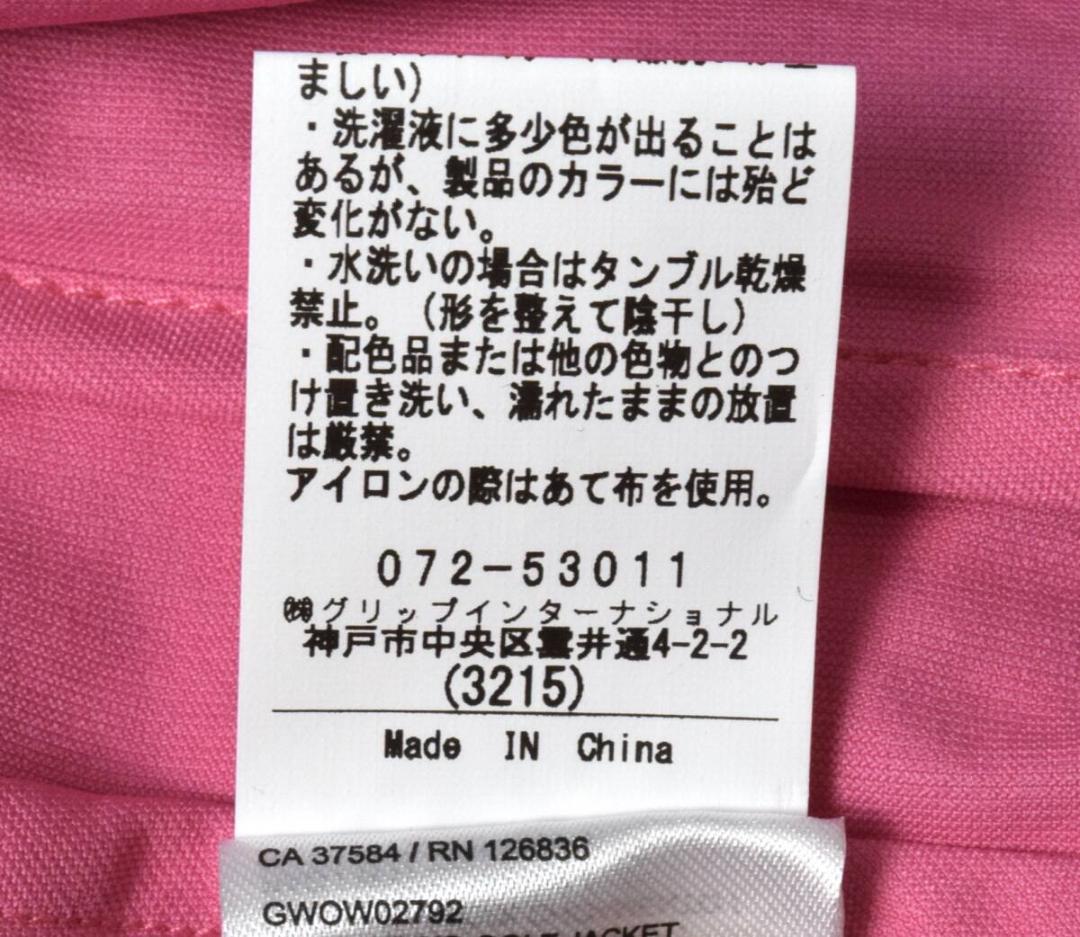 ましい)
・洗濯液に多少色が出ることは
あるが、製品のカラーには殆ど
変化がない。
・水洗いの場合はタンブル乾燥
禁止。(形を整えて陰干し)
・配色品または他の色物とのつ
け置き洗い、濡れたままの放置
は厳禁。
アイロンの際はあて布を使用。
072-53011
㈱グリップインターナショナル
神戸市中央区雲井通4-2-2
(3215)
Made IN China
CA 37584 / RN 126836
GWOW02792
GOLF JACKET